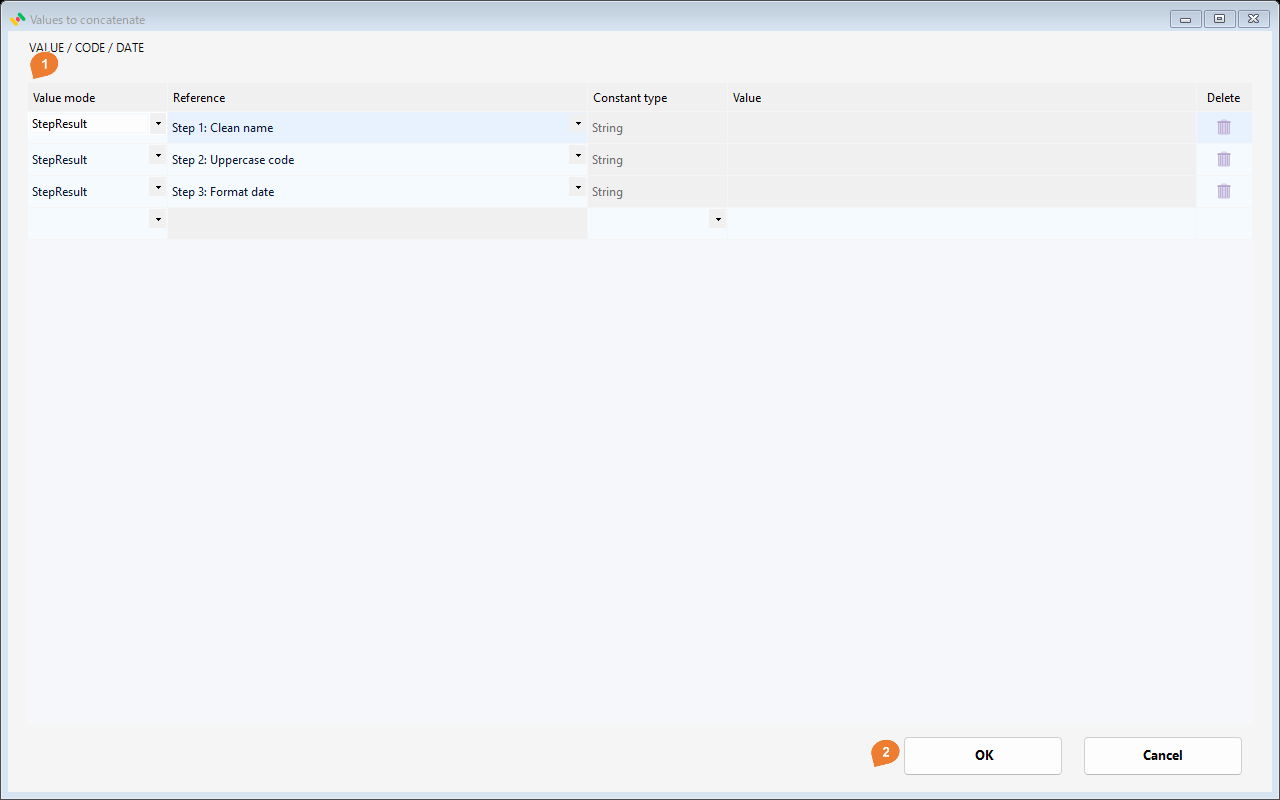 Values to concatenate
VALUE / CODE / DATE
1
Value mode Reference Constant type Value Delete
StepResult Step 1: Clean name String
StepResult Step 2: Uppercase code String
StepResult Step 3: Format date String
2 OK Cancel